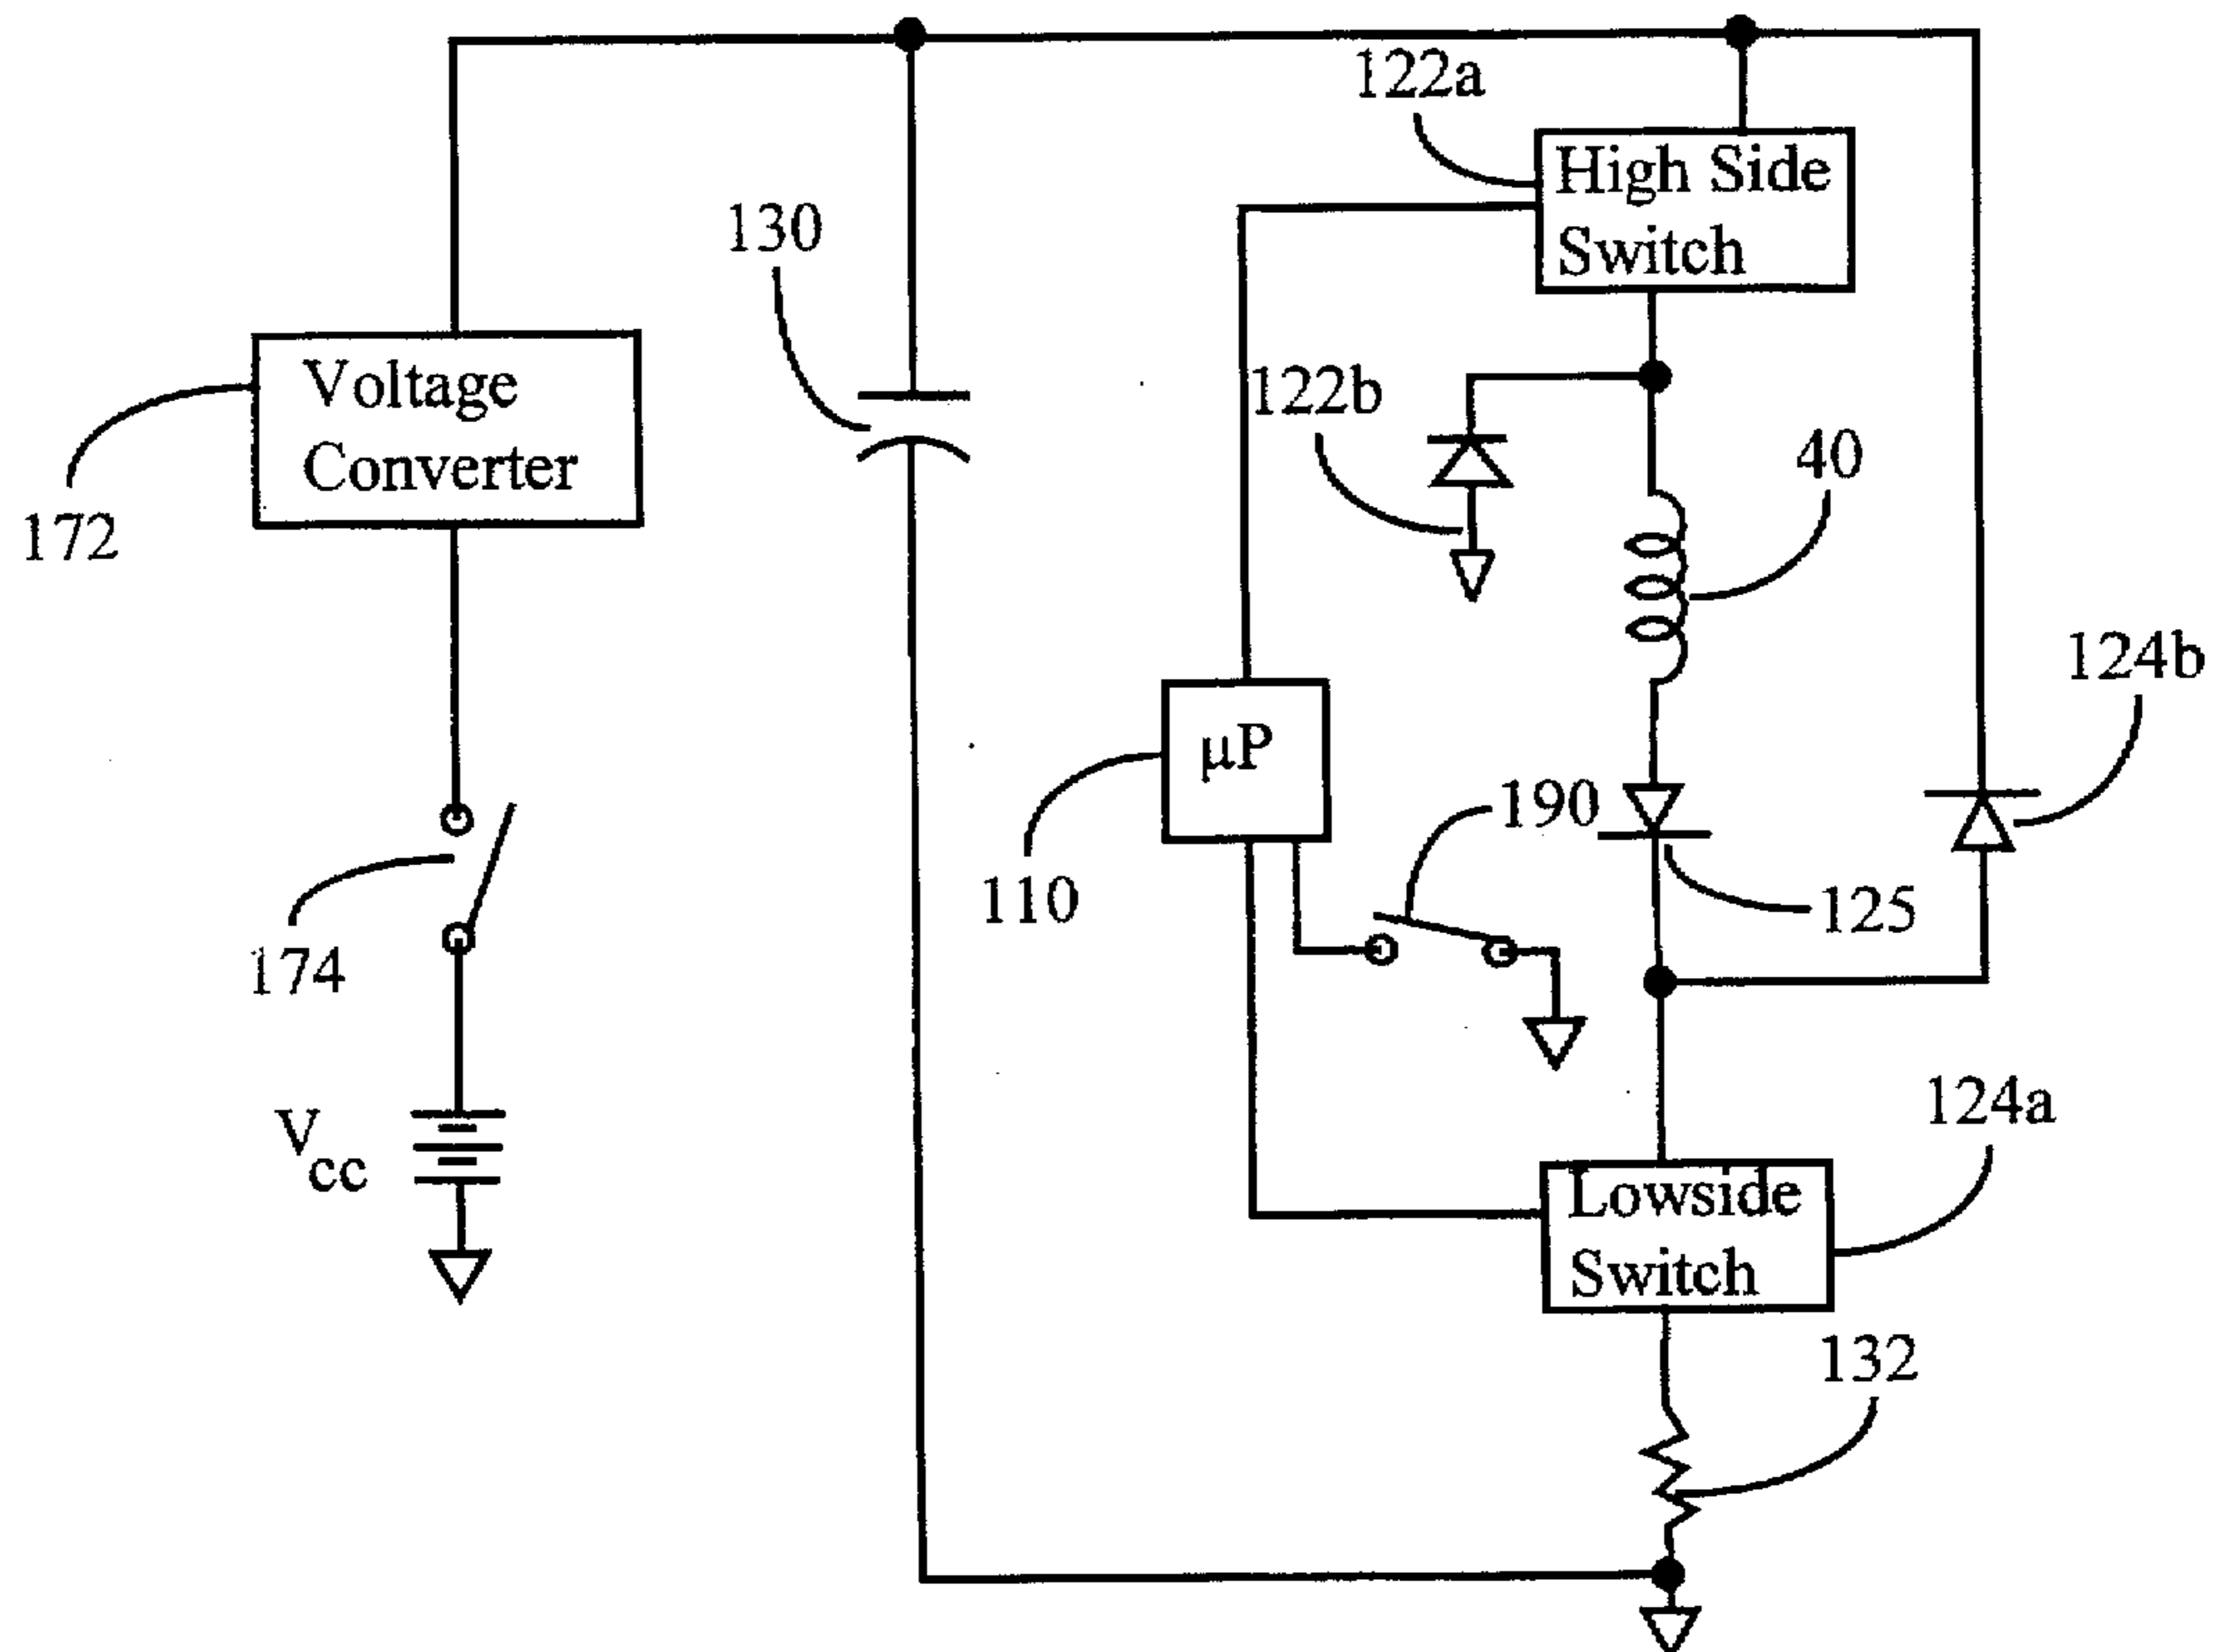 122a
High Side
Switch
130
Voltage
Converter
122b
40
172
124b
µP
190
110
125
174
124a
Vcc
Lowside
Switch
132